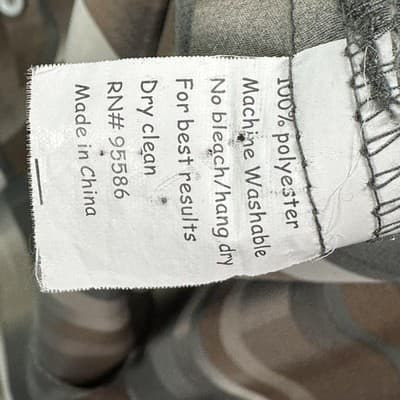 100% polyester
Machine Washable
No bleach/hang dry
For best results
Dry clean
RN# 95586
Made in China